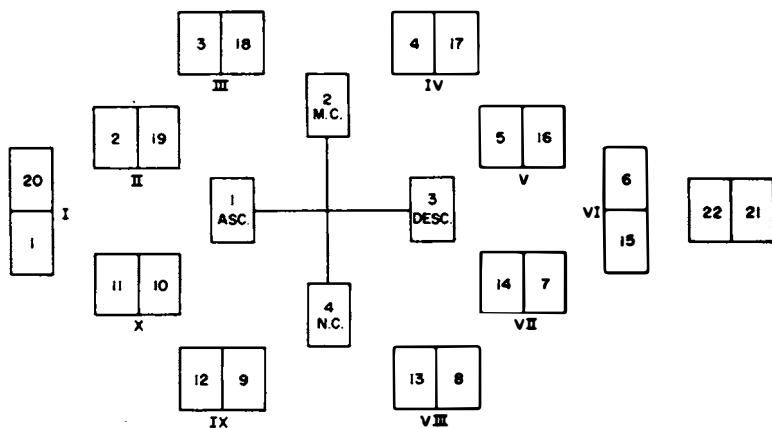 3 18
III
4 17
IV
2
M.C.
2 19
II
5 16
V
20
1
I
1
ASC.
3
DESC.
6
15
VI
22 21
11 10
X
4
N.C.
14 7
VII
12 9
IX
13 8
VIII